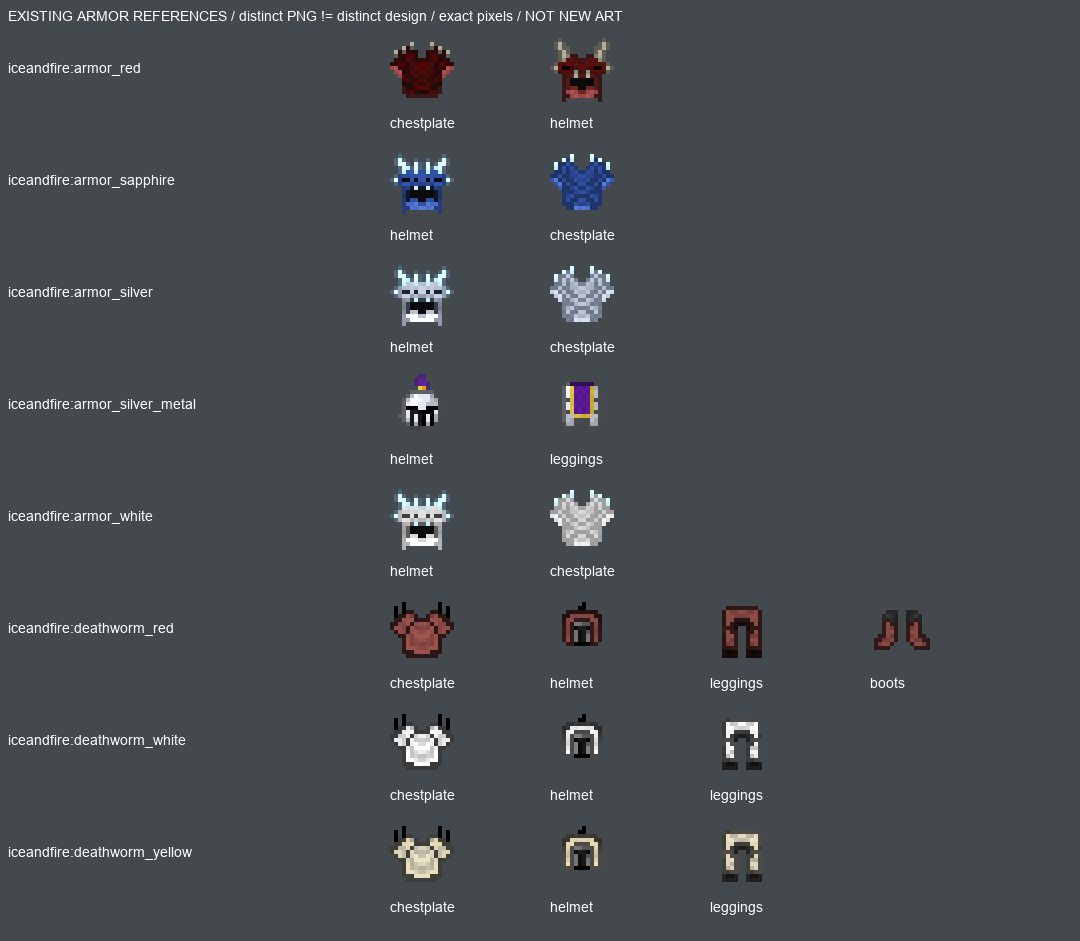 EXISTING ARMOR REFERENCES / distinct PNG != distinct design / exact pixels / NOT NEW ART
iceandfire:armor_red
chestplate helmet
iceandfire:armor_sapphire
helmet chestplate
iceandfire:armor_silver
helmet chestplate
iceandfire:armor_silver_metal
helmet leggings
iceandfire:armor_white
helmet chestplate
iceandfire:deathworm_red
chestplate helmet leggings boots
iceandfire:deathworm_white
chestplate helmet leggings
iceandfire:deathworm_yellow
chestplate helmet leggings